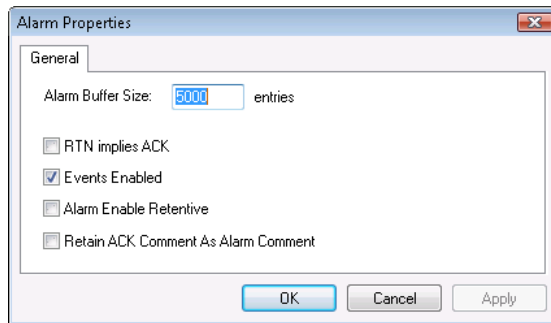 Alarm Properties
General
Alarm Buffer Size: 5000 entries
RTN implies ACK
Events Enabled
Alarm Enable Retentive
Retain ACK Comment As Alarm Comment
OK Cancel Apply